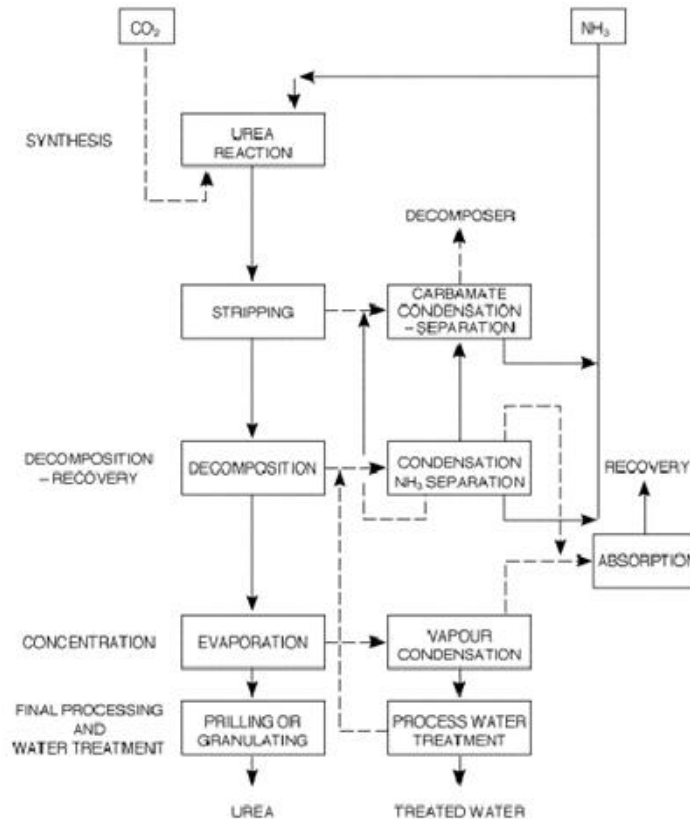 CO₂
NH₃
SYNTHESIS
UREA
REACTION
DECOMPOSER
STRIPPING
CARBAMATE
CONDENSATION
– SEPARATION
DECOMPOSITION
– RECOVERY
DECOMPOSITION
CONDENSATION
NH₃ SEPARATION
RECOVERY
ABSORPTION
CONCENTRATION
EVAPORATION
VAPOUR
CONDENSATION
FINAL PROCESSING
AND
WATER TREATMENT
PRILLING OR
GRANULATING
PROCESS WATER
TREATMENT
UREA
TREATED WATER